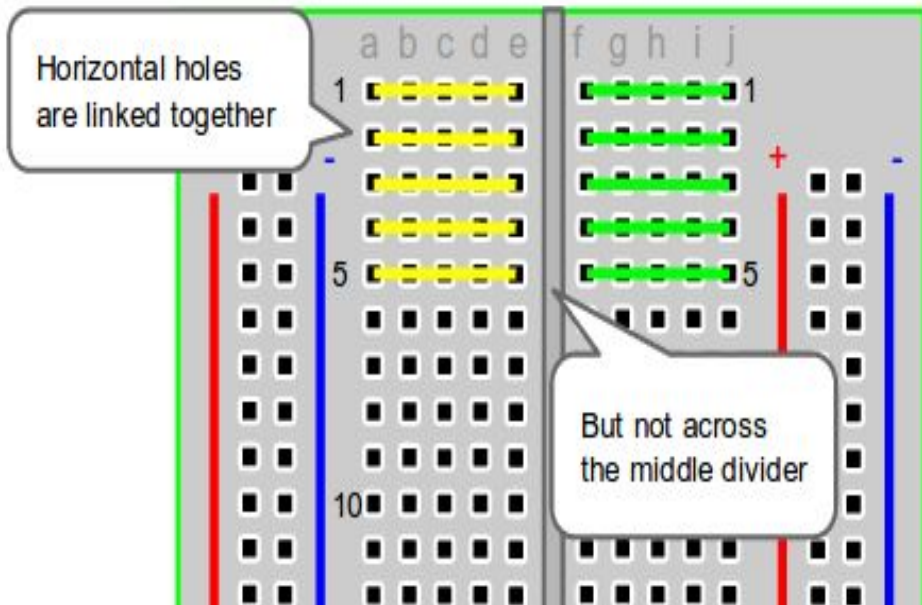 Horizontal holes
are linked together
a b c d e f g h i j
1 1
- + -
5 5
But not across
the middle divider
10